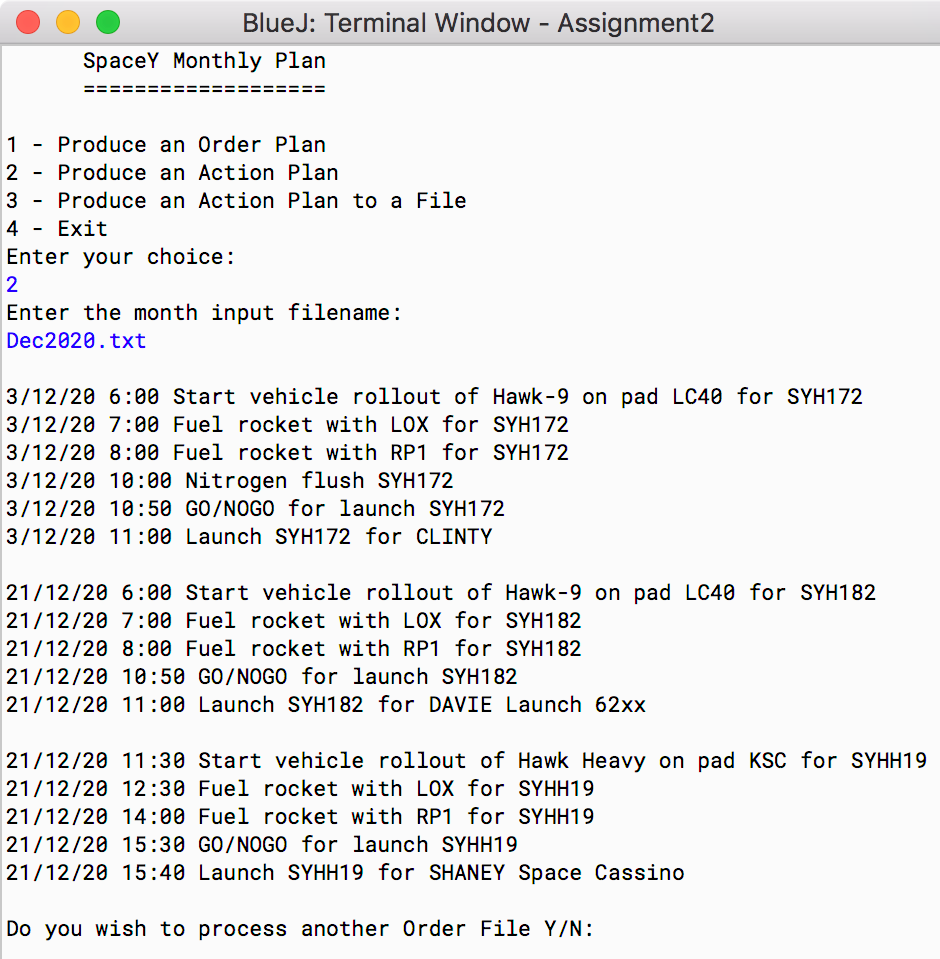 BlueJ: Terminal Window - Assignment2
SpaceY Monthly Plan
===================
1 - Produce an Order Plan
2 - Produce an Action Plan
3 - Produce an Action Plan to a File
4 - Exit
Enter your choice:
2
Enter the month input filename:
Dec2020.txt
3/12/20 6:00 Start vehicle rollout of Hawk-9 on pad LC40 for SYH172
3/12/20 7:00 Fuel rocket with LOX for SYH172
3/12/20 8:00 Fuel rocket with RP1 for SYH172
3/12/20 10:00 Nitrogen flush SYH172
3/12/20 10:50 GO/NOGO for launch SYH172
3/12/20 11:00 Launch SYH172 for CLINTY
21/12/20 6:00 Start vehicle rollout of Hawk-9 on pad LC40 for SYH182
21/12/20 7:00 Fuel rocket with LOX for SYH182
21/12/20 8:00 Fuel rocket with RP1 for SYH182
21/12/20 10:50 GO/NOGO for launch SYH182
21/12/20 11:00 Launch SYH182 for DAVIE Launch 62xx
21/12/20 11:30 Start vehicle rollout of Hawk Heavy on pad KSC for SYHH19
21/12/20 12:30 Fuel rocket with LOX for SYHH19
21/12/20 14:00 Fuel rocket with RP1 for SYHH19
21/12/20 15:30 GO/NOGO for launch SYHH19
21/12/20 15:40 Launch SYHH19 for SHANEY Space Cassino
Do you wish to process another Order File Y/N: